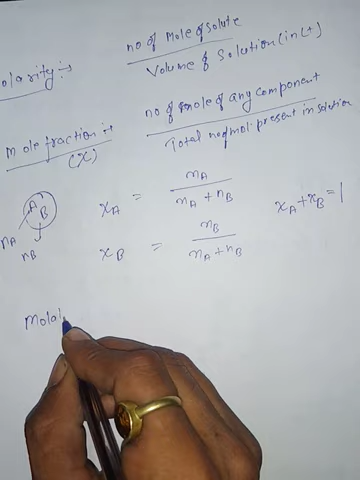 olarity :→ no of Mole of Solute / Volume of Solution (in L)
Mole fraction :→ (X) no of mole of any component / Total no of mol present in solution
A B
nA
nB
xA = nA / nA + nB
xA + xB = 1
xB = nB / nA + nB
Molal